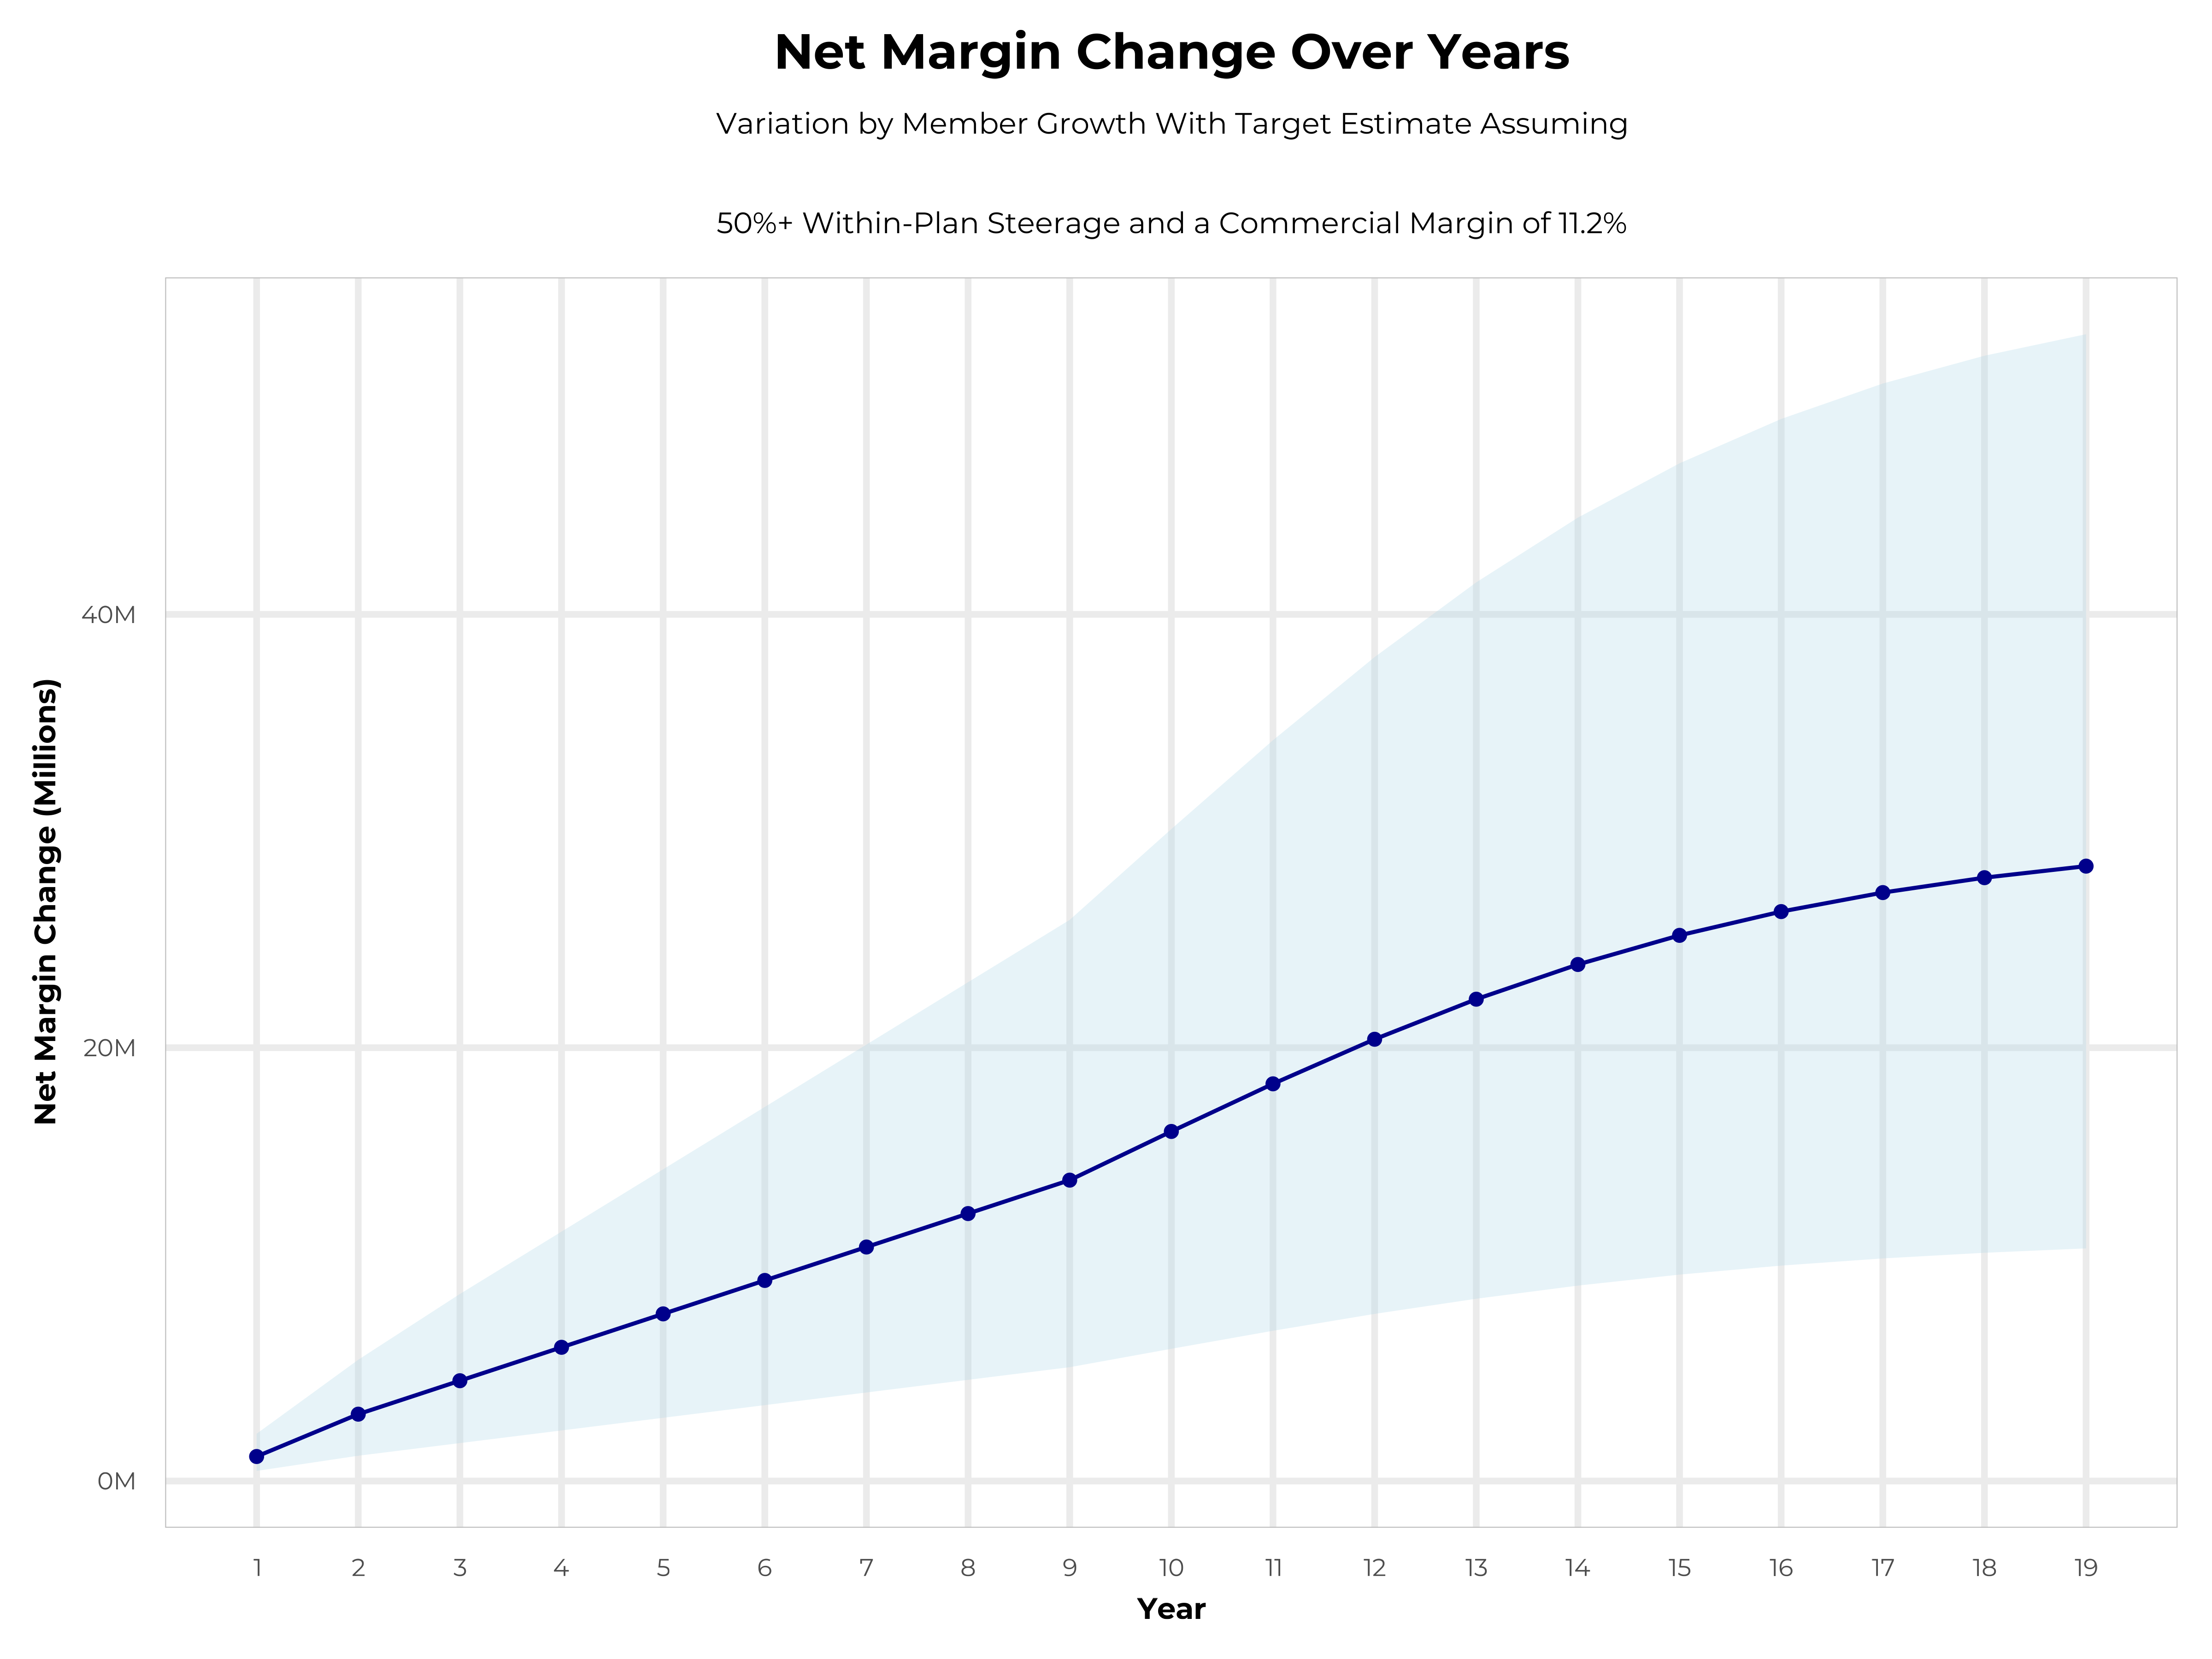 Net Margin Change Over Years
Variation by Member Growth With Target Estimate Assuming
50%+ Within-Plan Steerage and a Commercial Margin of 11.2%
Net Margin Change (Millions)
40M
20M
0M
1 2 3 4 5 6 7 8 9 10 11 12 13 14 15 16 17 18 19
Year